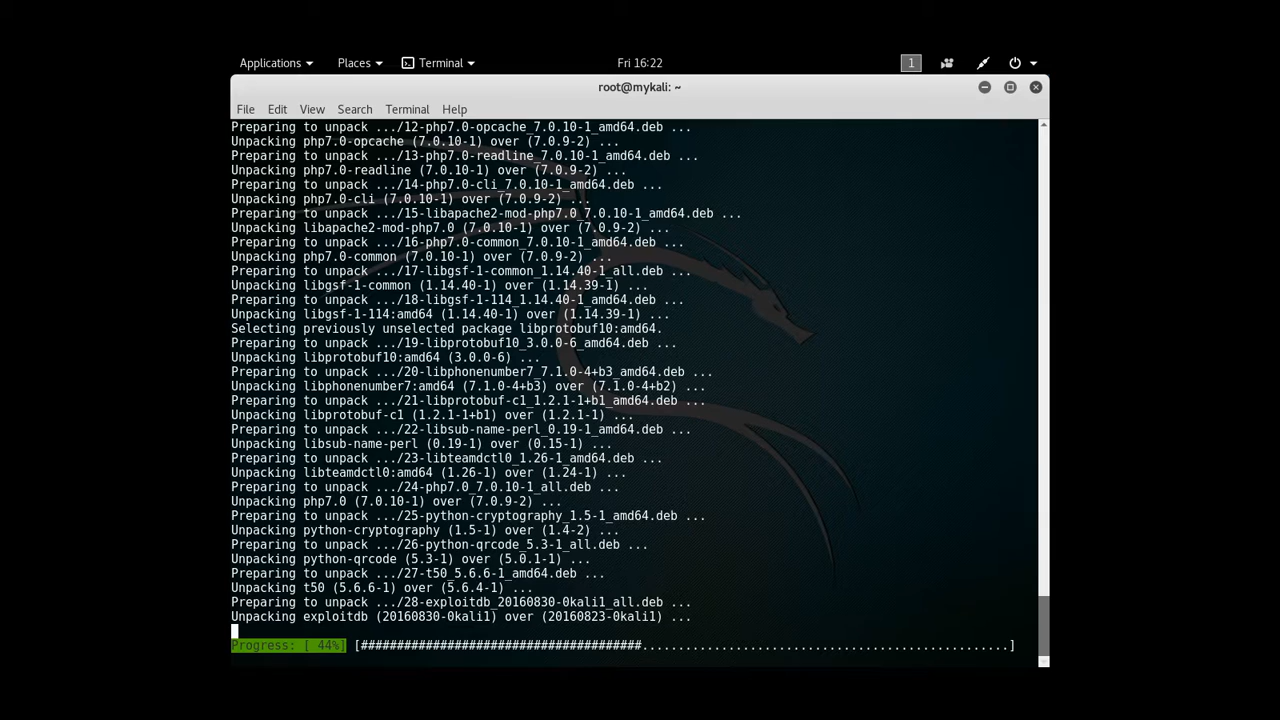 Applications Places Terminal Fri 16:22 1
root@mykali: ~
File Edit View Search Terminal Help
Preparing to unpack .../12-php7.0-opcache_7.0.10-1_amd64.deb ...
Unpacking php7.0-opcache (7.0.10-1) over (7.0.9-2) ...
Preparing to unpack .../13-php7.0-readline_7.0.10-1_amd64.deb ...
Unpacking php7.0-readline (7.0.10-1) over (7.0.9-2) ...
Preparing to unpack .../14-php7.0-cli_7.0.10-1_amd64.deb ...
Unpacking php7.0-cli (7.0.10-1) over (7.0.9-2) ...
Preparing to unpack .../15-libapache2-mod-php7.0_7.0.10-1_amd64.deb ...
Unpacking libapache2-mod-php7.0 (7.0.10-1) over (7.0.9-2) ...
Preparing to unpack .../16-php7.0-common_7.0.10-1_amd64.deb ...
Unpacking php7.0-common (7.0.10-1) over (7.0.9-2) ...
Preparing to unpack .../17-libgsf-1-common_1.14.40-1_all.deb ...
Unpacking libgsf-1-common (1.14.40-1) over (1.14.39-1) ...
Preparing to unpack .../18-libgsf-1-114_1.14.40-1_amd64.deb ...
Unpacking libgsf-1-114:amd64 (1.14.40-1) over (1.14.39-1) ...
Selecting previously unselected package libprotobuf10:amd64.
Preparing to unpack .../19-libprotobuf10_3.0.0-6_amd64.deb ...
Unpacking libprotobuf10:amd64 (3.0.0-6) ...
Preparing to unpack .../20-libphonenumber7_7.1.0-4+b3_amd64.deb ...
Unpacking libphonenumber7:amd64 (7.1.0-4+b3) over (7.1.0-4+b2) ...
Preparing to unpack .../21-libprotobuf-c1_1.2.1-1+b1_amd64.deb ...
Unpacking libprotobuf-c1 (1.2.1-1+b1) over (1.2.1-1) ...
Preparing to unpack .../22-libsub-name-perl_0.19-1_amd64.deb ...
Unpacking libsub-name-perl (0.19-1) over (0.15-1) ...
Preparing to unpack .../23-libteamdctl0_1.26-1_amd64.deb ...
Unpacking libteamdctl0:amd64 (1.26-1) over (1.24-1) ...
Preparing to unpack .../24-php7.0_7.0.10-1_all.deb ...
Unpacking php7.0 (7.0.10-1) over (7.0.9-2) ...
Preparing to unpack .../25-python-cryptography_1.5-1_amd64.deb ...
Unpacking python-cryptography (1.5-1) over (1.4-2) ...
Preparing to unpack .../26-python-qrcode_5.3-1_all.deb ...
Unpacking python-qrcode (5.3-1) over (5.0.1-1) ...
Preparing to unpack .../27-t50_5.6.6-1_amd64.deb ...
Unpacking t50 (5.6.6-1) over (5.6.4-1) ...
Preparing to unpack .../28-exploitdb_20160830-0kali1_all.deb ...
Unpacking exploitdb (20160830-0kali1) over (20160823-0kali1) ...
Progress: [ 44%] [#######################################...................................................]